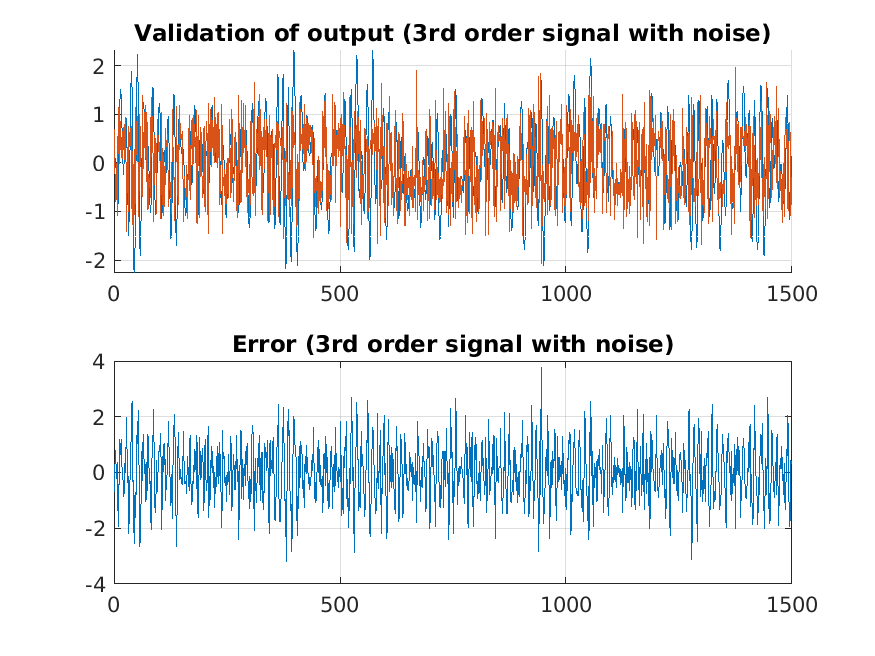 Validation of output (3rd order signal with noise)
2
1
0
-1
-2
0 500 1000 1500
Error (3rd order signal with noise)
4
2
0
-2
-4
0 500 1000 1500